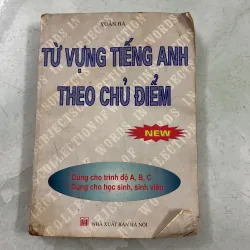 XUÂN BÁ
TỪ VỰNG TIẾNG ANH
THEO CHỦ ĐIỂM
NEW
Dùng cho trình độ A, B, C
Dùng cho học sinh, sinh viên
NHÀ XUẤT BẢN HÀ NỘI